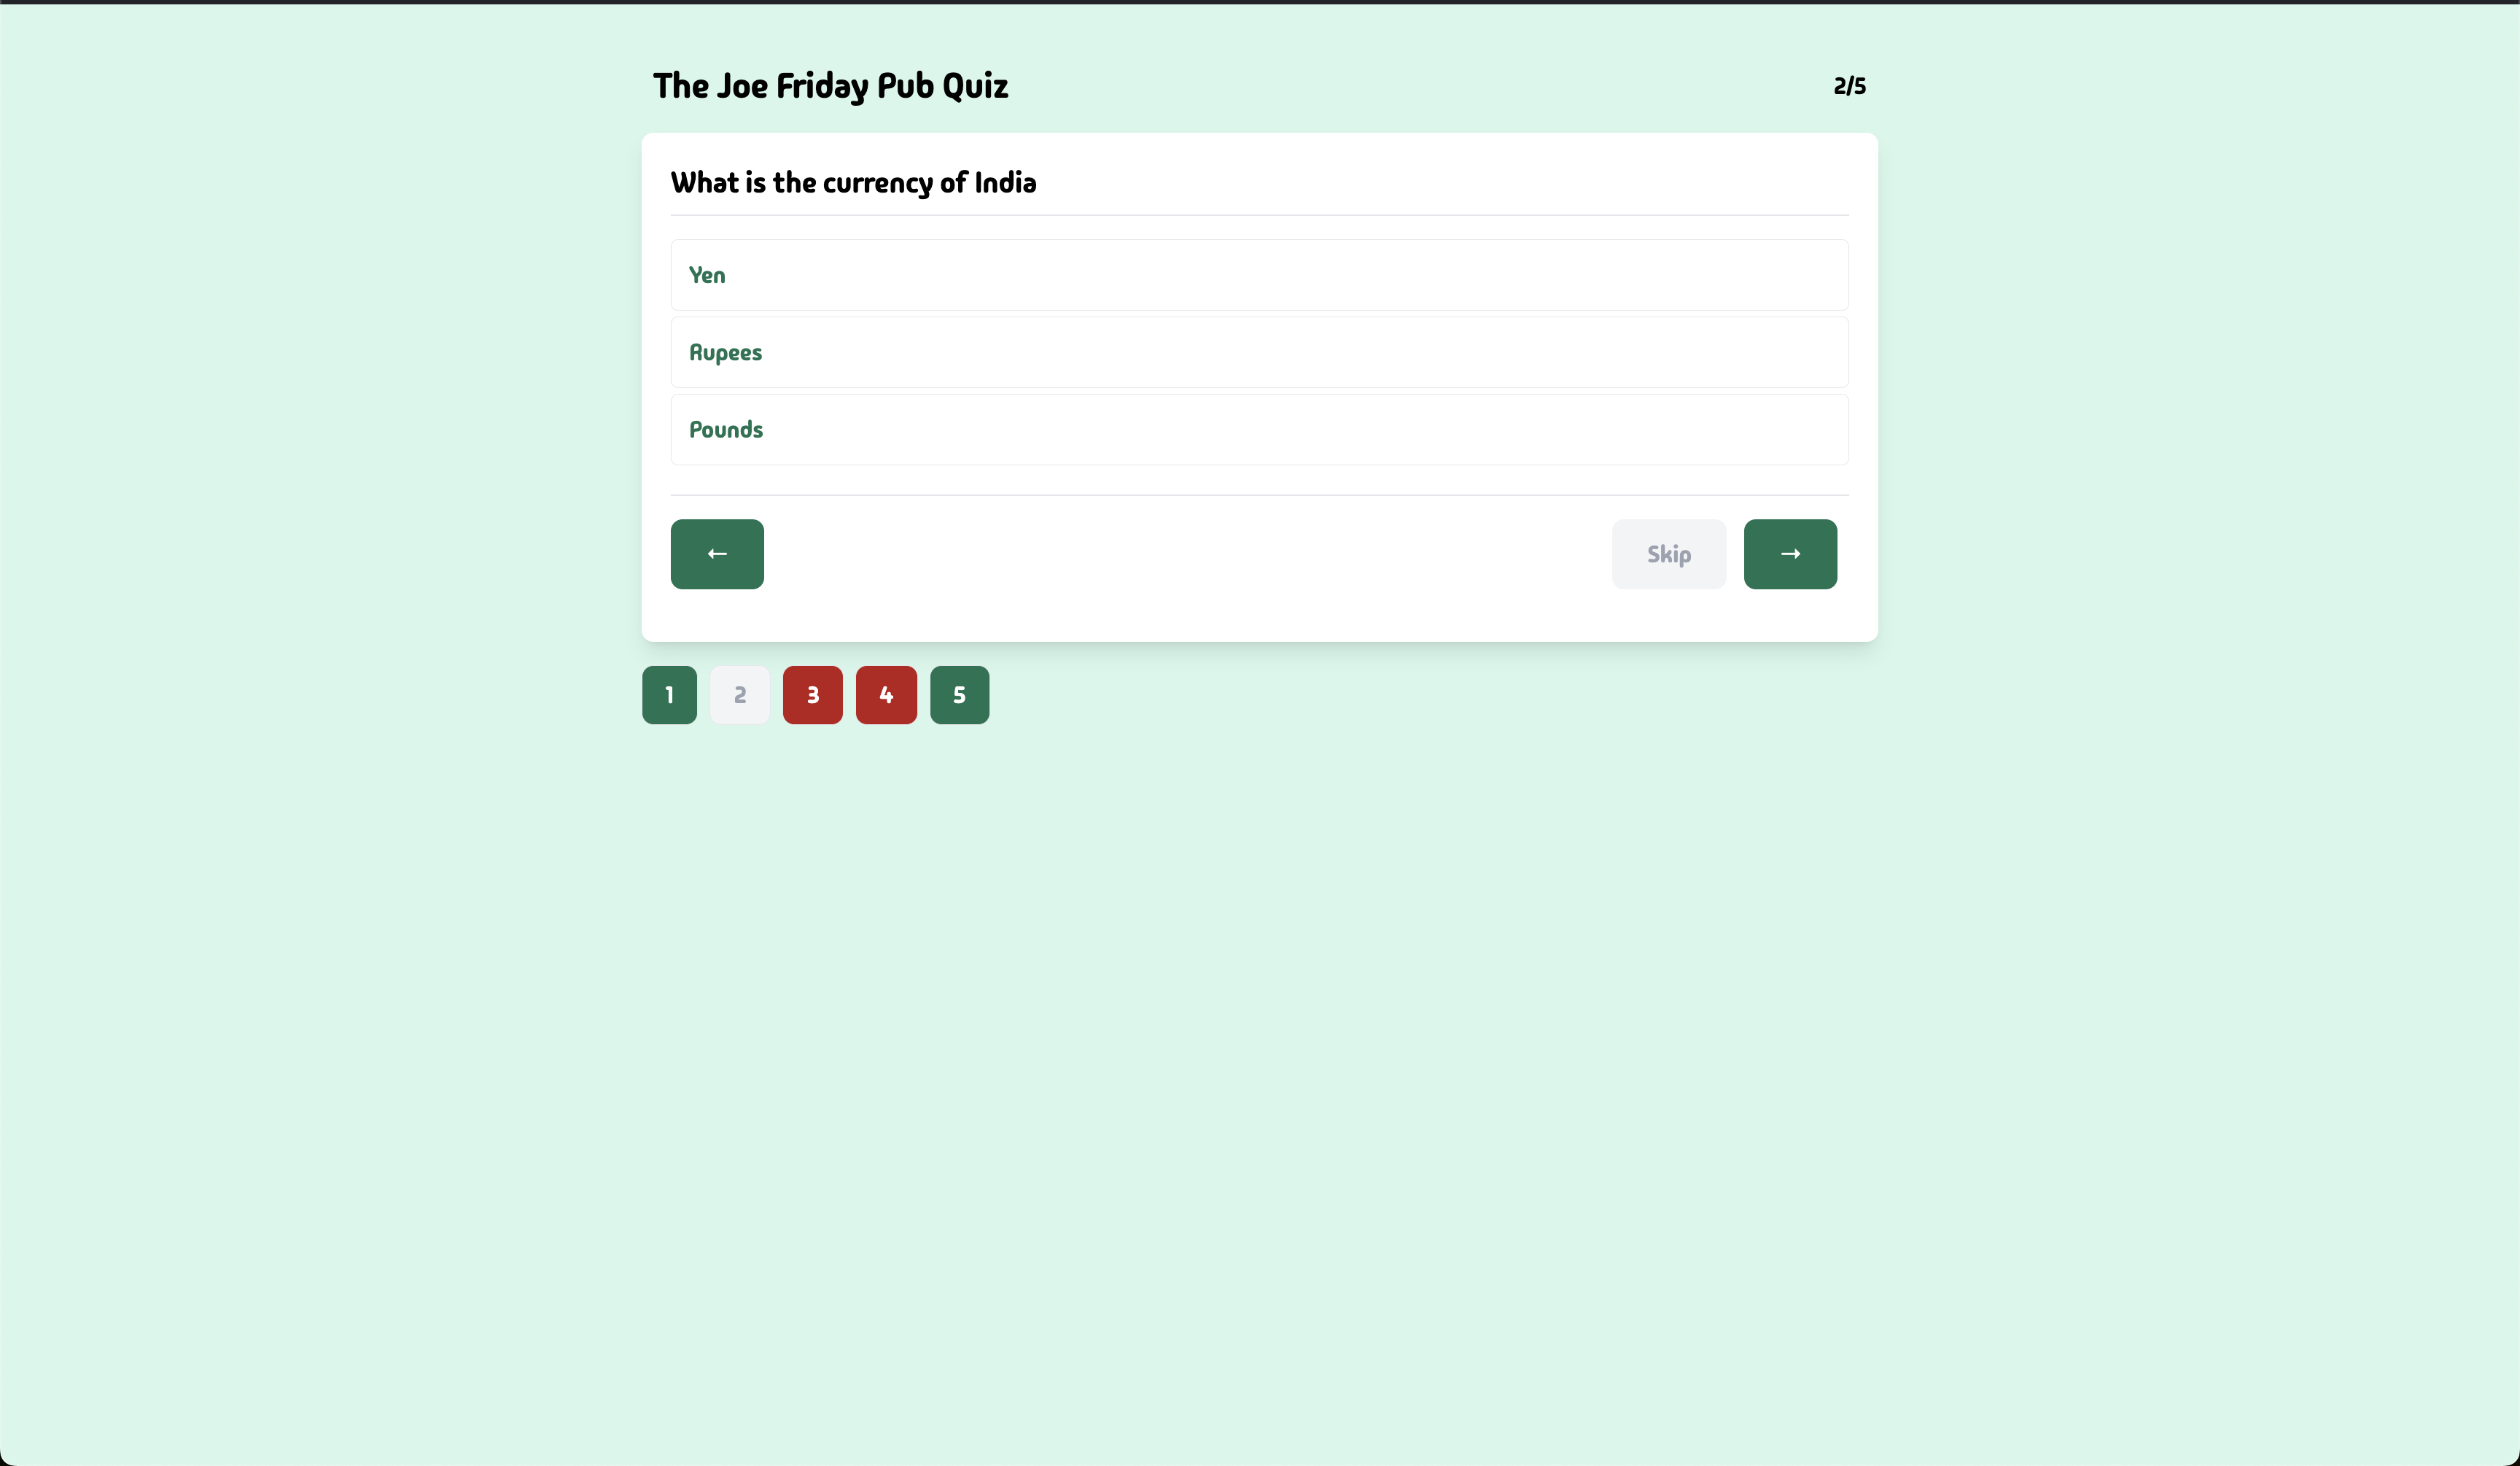 The Joe Friday Pub Quiz
2/5
What is the currency of India
Yen
Rupees
Pounds
← Skip →
1 2 3 4 5